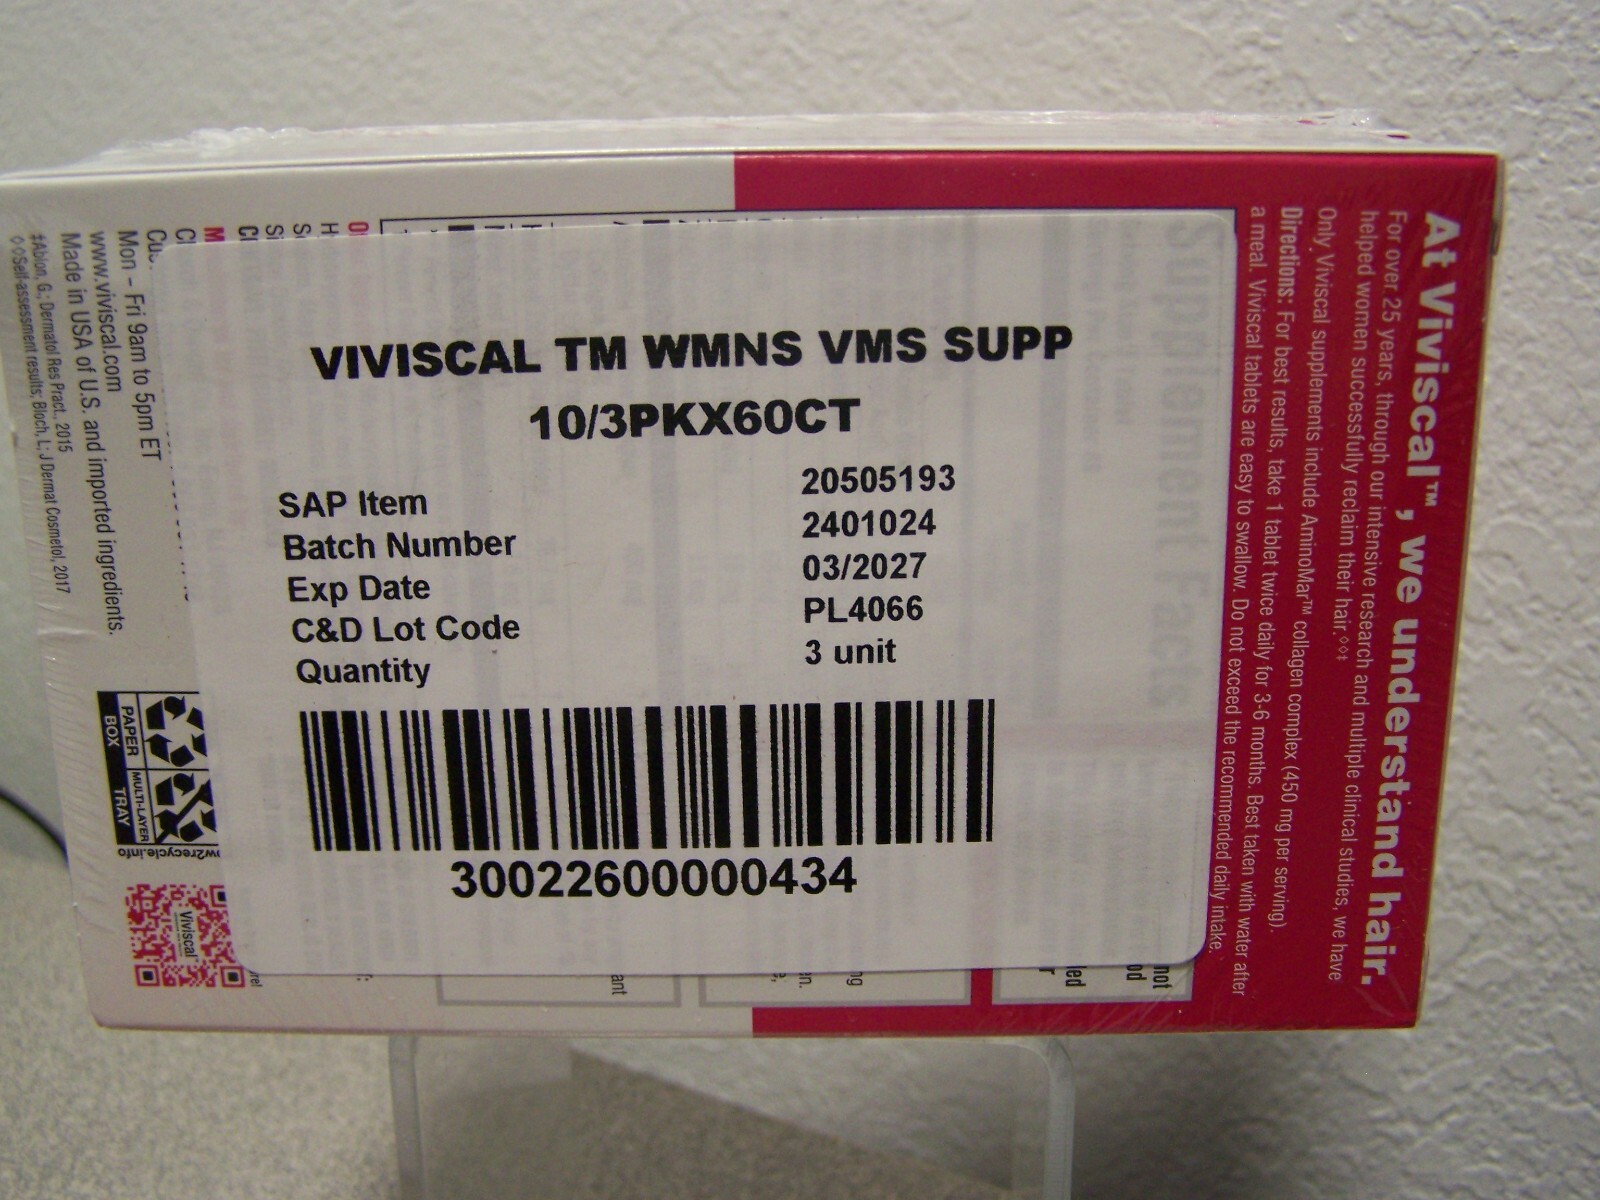 VIVISCAL TM WMNS VMS SUPP
10/3PKX60CT
SAP Item 20505193
Batch Number 2401024
Exp Date 03/2027
C&D Lot Code PL4066
Quantity 3 unit
30022600000434
At Viviscal™, we understand hair.
For over 25 years, through our intensive research and multiple clinical studies, we have
helped women successfully reclaim their hair.◊◊‡
Only Viviscal supplements include AminoMar™ collagen complex (450 mg per serving).
Directions: For best results, take 1 tablet twice daily for 3-6 months. Best taken with water after
a meal. Viviscal tablets are easy to swallow. Do not exceed the recommended daily intake.
Supplement Facts
Mon – Fri 9am to 5pm ET
www.viviscal.com
Made in USA of U.S. and imported ingredients.
‡Ablon, G.; Dermatol Res Pract., 2015
◊◊Self-assessment results; Bloch, L; J Dermat Cosmetol, 2017
PAPER
BOX
MULTI-LAYER
TRAY
w2recycle.info
Viviscal